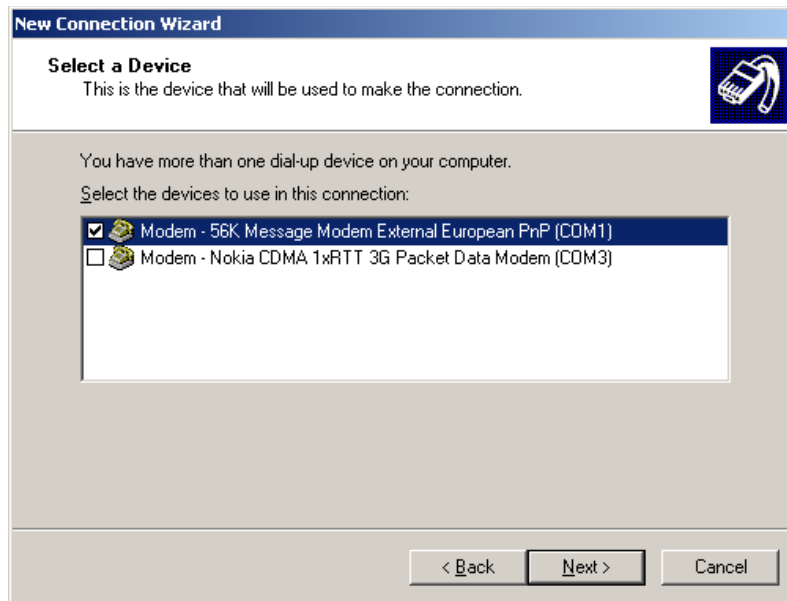 New Connection Wizard
Select a Device
This is the device that will be used to make the connection.
You have more than one dial-up device on your computer.
Select the devices to use in this connection:
Modem - 56K Message Modem External European PnP (COM1)
Modem - Nokia CDMA 1xRTT 3G Packet Data Modem (COM3)
< Back Next > Cancel